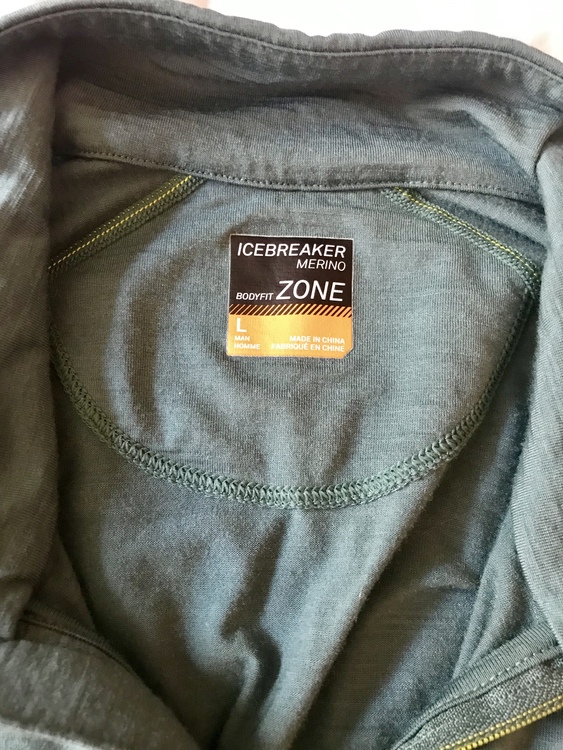 ICEBREAKER
MERINO
BODYFIT ZONE
L
MAN
HOMME
MADE IN CHINA
FABRIQUÉ EN CHINE